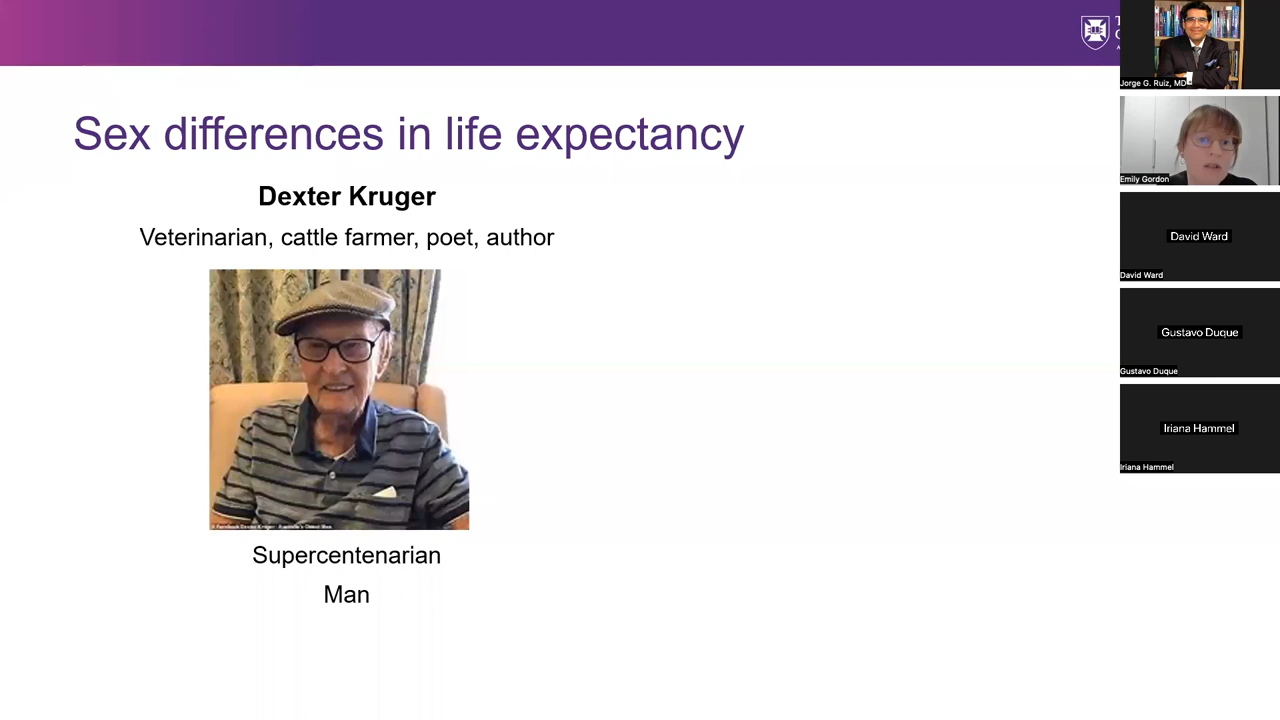 Sex differences in life expectancy
Dexter Kruger
Veterinarian, cattle farmer, poet, author
Supercentenarian
Man
Jorge G. Ruiz, MD
Emily Gordon
David Ward
David Ward
Gustavo Duque
Gustavo Duque
Iriana Hammel
Iriana Hammel